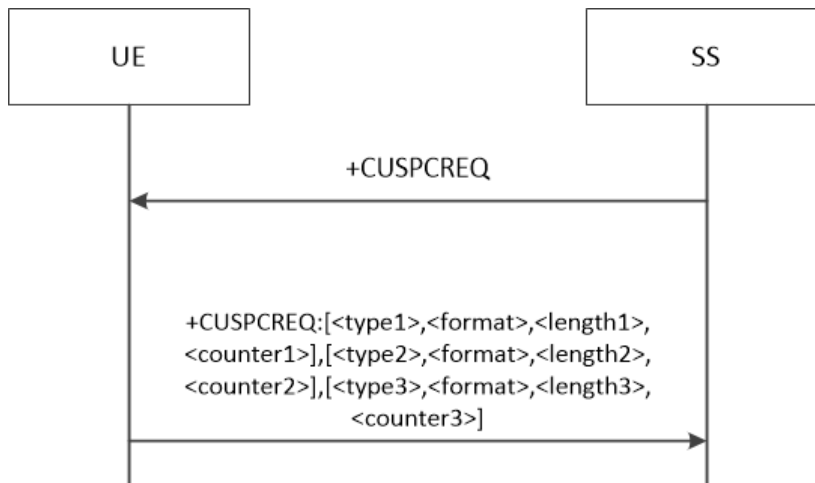 UE
SS
+CUSPCREQ
+CUSPCREQ:[<type1>,<format>,<length1>,
<counter1>],[<type2>,<format>,<length2>,
<counter2>],[<type3>,<format>,<length3>,
<counter3>]